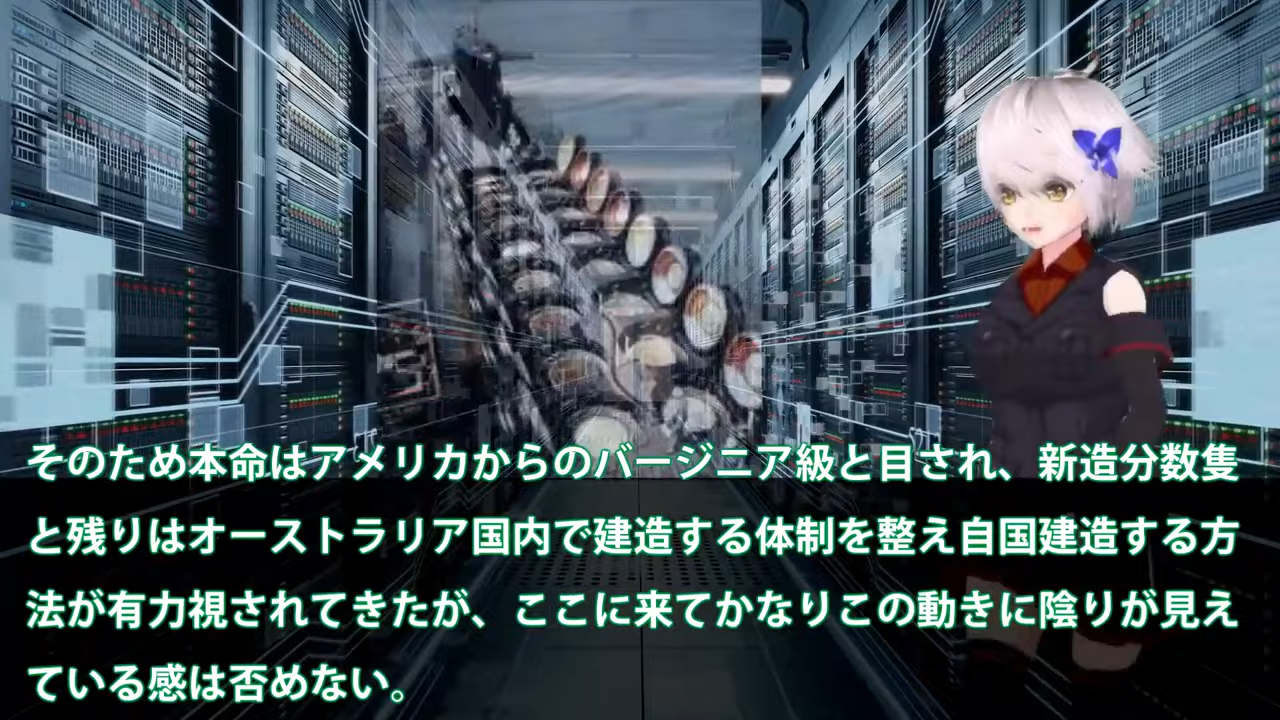 そのため本命はアメリカからのバージニア級と目され、新造分数隻
と残りはオーストラリア国内で建造する体制を整え自国建造する方
法が有力視されてきたが、ここに来てかなりこの動きに陰りが見え
ている感は否めない。